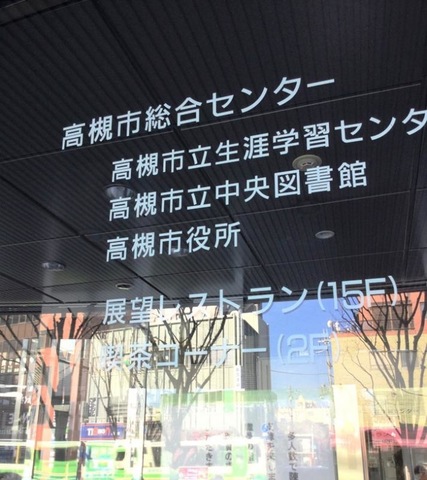 高槻市総合センター
高槻市立生涯学習センタ
高槻市立中央図書館
高槻市役所
展望レストラン(15F)
喫茶コーナー(2F)